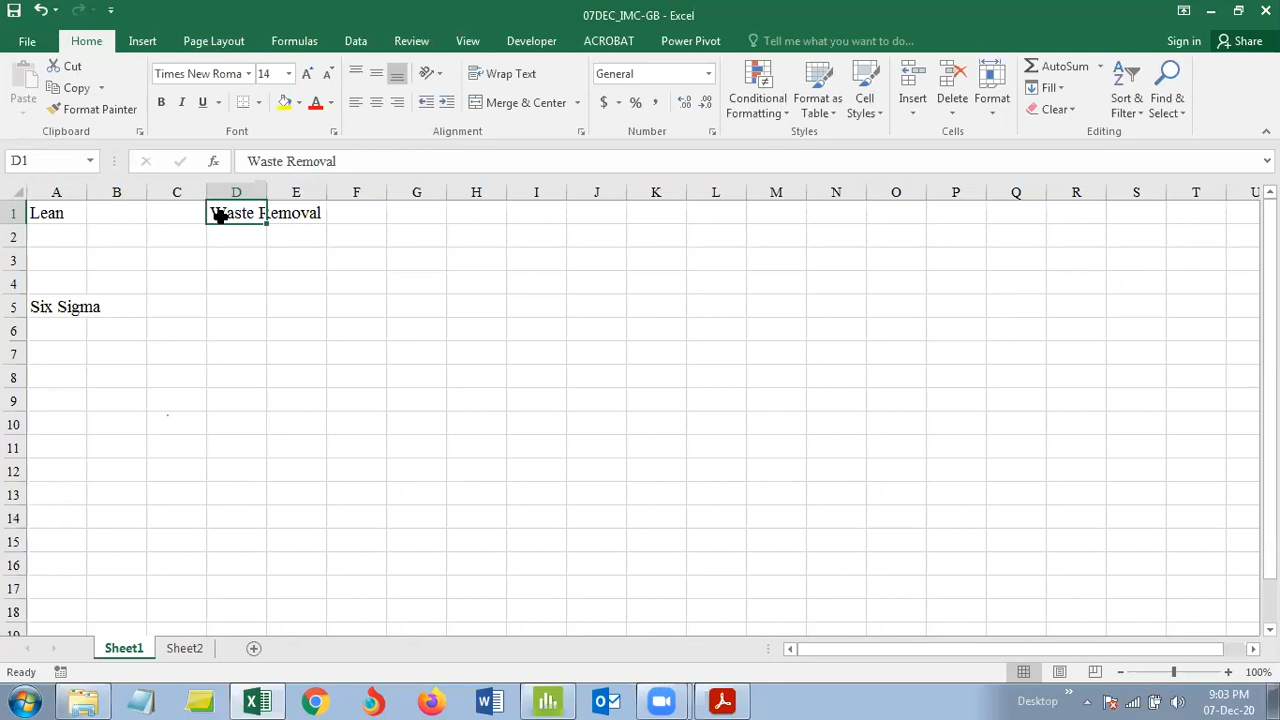 07DEC_IMC-GB - Excel
File Home Insert Page Layout Formulas Data Review View Developer ACROBAT Power Pivot Tell me what you want to do... Sign in Share
Paste
Cut
Copy
Format Painter
Clipboard
Times New Roma 14
B I U
Font
Wrap Text
Merge & Center
Alignment
General
$ % ,
Number
Conditional Formatting
Format as Table
Cell Styles
Styles
Insert
Delete
Format
Cells
AutoSum
Fill
Clear
Sort & Filter
Find & Select
Editing
D1 fx Waste Removal
A B C D E F G H I J K L M N O P Q R S T U
1 Lean Waste Removal
2
3
4
5 Six Sigma
6
7
8
9
10
11
12
13
14
15
16
17
18
19
Sheet1 Sheet2
Ready 100%
Desktop 9:03 PM
07-Dec-20